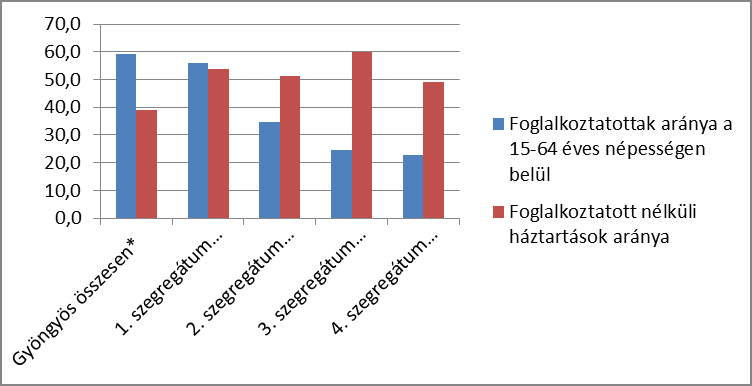 70,0
60,0
50,0
40,0
30,0
20,0
10,0
0,0
Gyöngyös összesen*
1. szegregátum...
2. szegregátum...
3. szegregátum...
4. szegregátum...
Foglalkoztatottak aránya a
15-64 éves népességen
belül
Foglalkoztatott nélküli
háztartások aránya